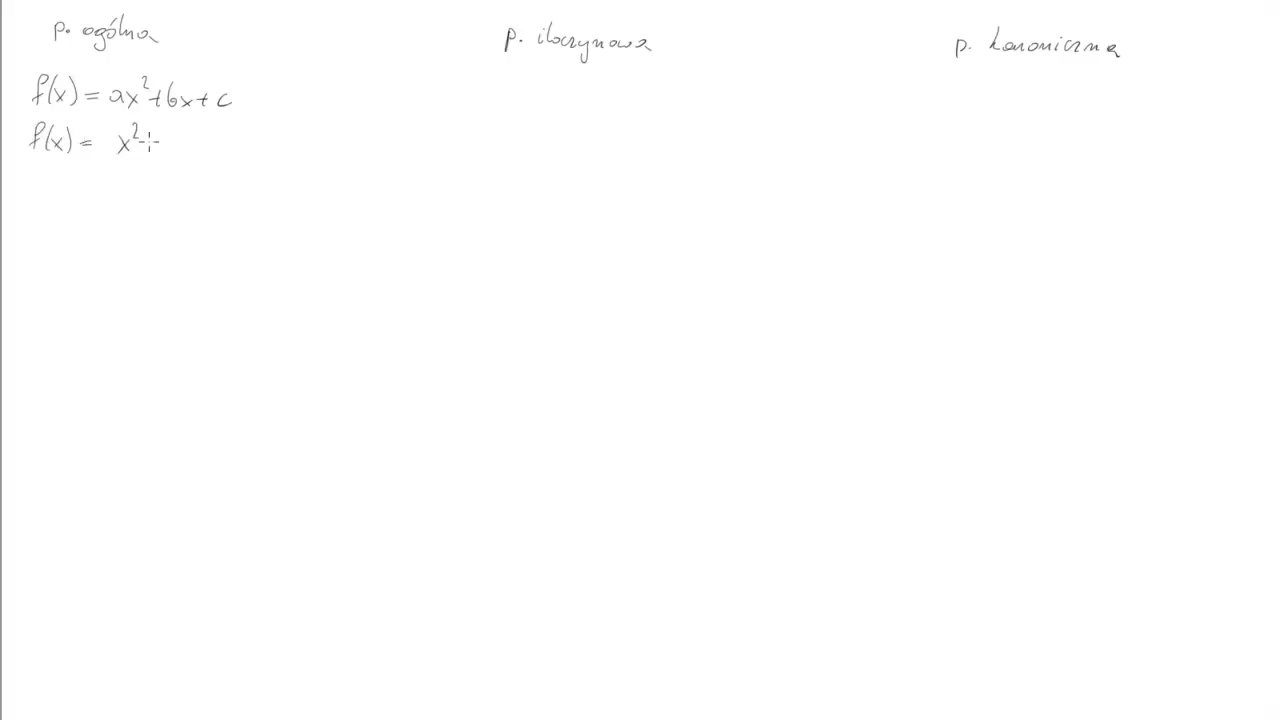 p. ogólna
p. iloczynowa
p. kanoniczna
f(x) = ax²+bx+c
f(x) = x²+